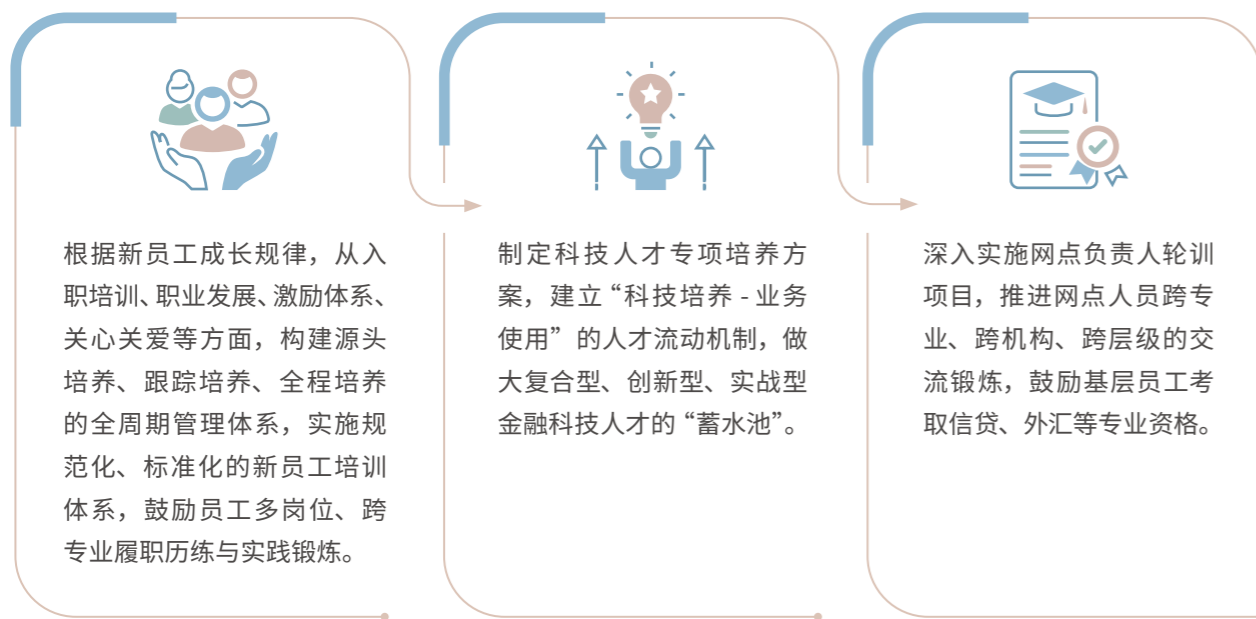 根据新员工成长规律，从入
职培训、职业发展、激励体系、
关心关爱等方面，构建源头
培养、跟踪培养、全程培养
的全周期管理体系，实施规
范化、标准化的新员工培训
体系，鼓励员工多岗位、跨
专业履职历练与实践锻炼。
制定科技人才专项培养方
案，建立“科技培养 - 业务
使用”的人才流动机制，做
大复合型、创新型、实战型
金融科技人才的“蓄水池”。
深入实施网点负责人轮训
项目，推进网点人员跨专
业、跨机构、跨层级的交
流锻炼，鼓励基层员工考
取信贷、外汇等专业资格。